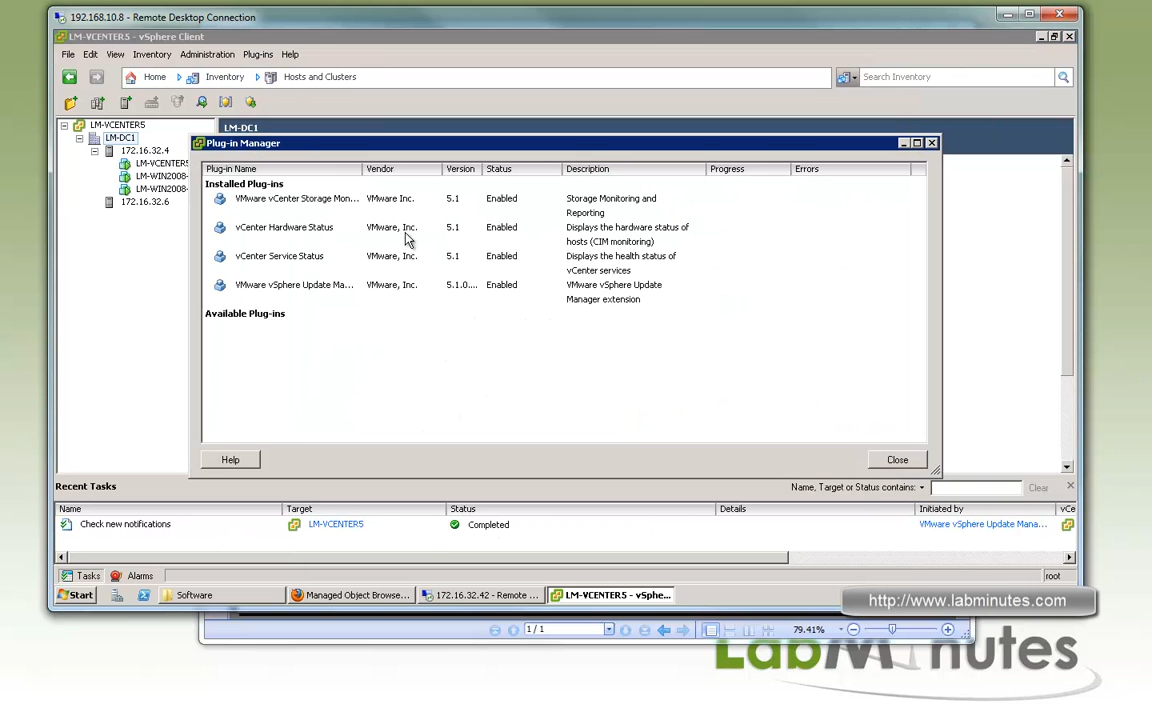 192.168.10.8 - Remote Desktop Connection
LM-VCENTER5 - vSphere Client
File Edit View Inventory Administration Plug-ins Help
Home Inventory Hosts and Clusters Search Inventory
LM-VCENTER5
LM-DC1
172.16.32.4
LM-VCENTER5
LM-WIN2008-
LM-WIN2008-
172.16.32.6
LM-DC1
Plug-in Manager
Plug-in Name Vendor Version Status Description Progress Errors
Installed Plug-ins
VMware vCenter Storage Mon... VMware Inc. 5.1 Enabled Storage Monitoring and
Reporting
vCenter Hardware Status VMware, Inc. 5.1 Enabled Displays the hardware status of
hosts (CIM monitoring)
vCenter Service Status VMware, Inc. 5.1 Enabled Displays the health status of
vCenter services
VMware vSphere Update Ma... VMware, Inc. 5.1.0.... Enabled VMware vSphere Update
Manager extension
Available Plug-ins
Help Close
Recent Tasks Name, Target or Status contains: Clear
Name Target Status Details Initiated by vCe
Check new notifications LM-VCENTER5 Completed VMware vSphere Update Mana...
Tasks Alarms root
Start Software Managed Object Browse... 172.16.32.42 - Remote ... LM-VCENTER5 - vSphe...
http://www.labminutes.com
1 / 1 79.41%
LabMinutes